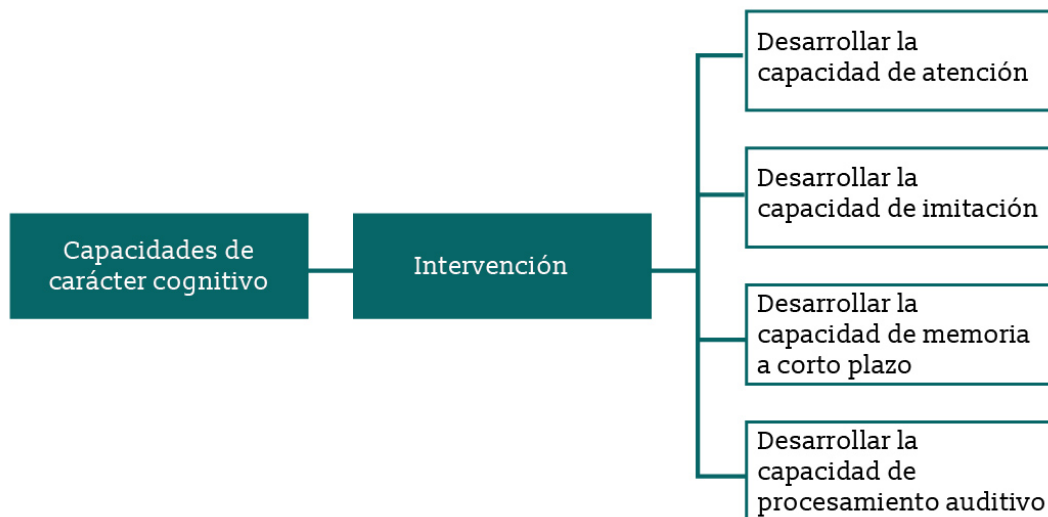 Capacidades de
carácter cognitivo
Intervención
Desarrollar la
capacidad de atención
Desarrollar la
capacidad de imitación
Desarrollar la
capacidad de memoria
a corto plazo
Desarrollar la
capacidad de
procesamiento auditivo